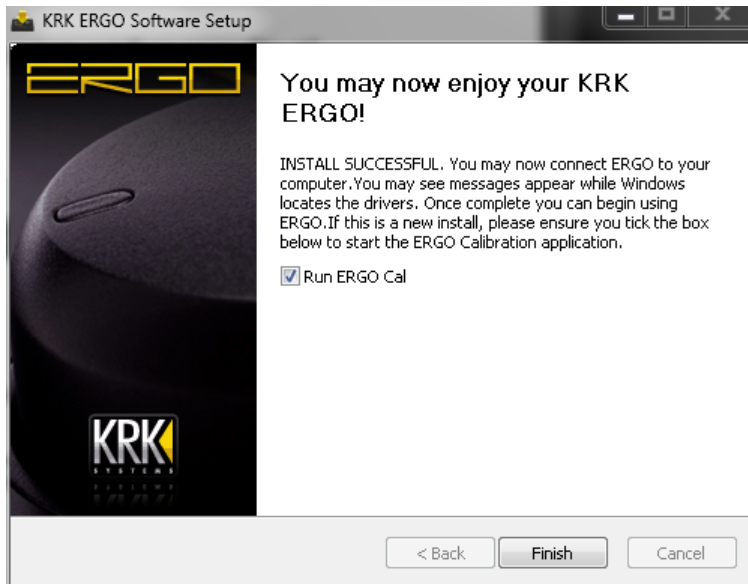 KRK ERGO Software Setup
ERGO
You may now enjoy your KRK
ERGO!
INSTALL SUCCESSFUL. You may now connect ERGO to your
computer.You may see messages appear while Windows
locates the drivers. Once complete you can begin using
ERGO.If this is a new install, please ensure you tick the box
below to start the ERGO Calibration application.
Run ERGO Cal
KRK
SYSTEMS
< Back
Finish
Cancel